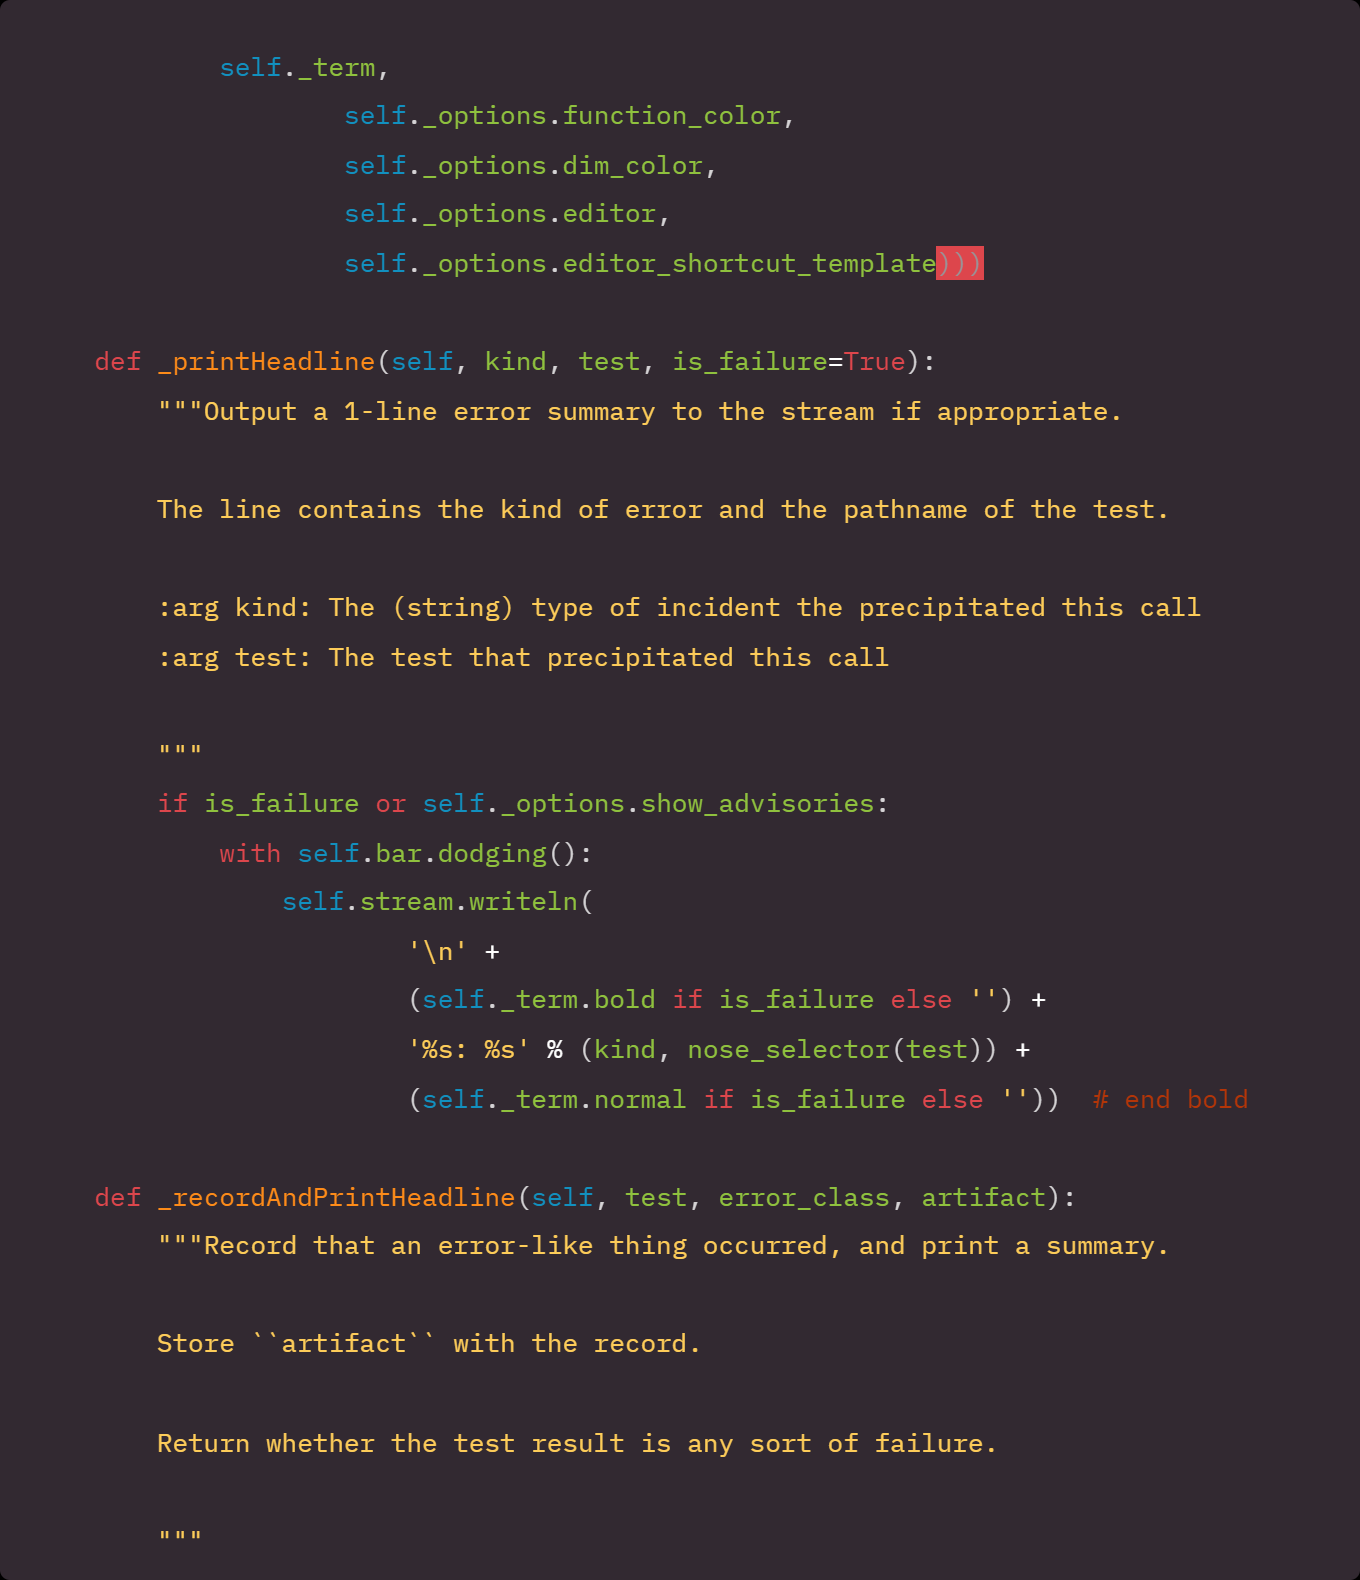 self._term,
self._options.function_color,
self._options.dim_color,
self._options.editor,
self._options.editor_shortcut_template)))
def _printHeadline(self, kind, test, is_failure=True):
"""Output a 1-line error summary to the stream if appropriate.
The line contains the kind of error and the pathname of the test.
:arg kind: The (string) type of incident the precipitated this call
:arg test: The test that precipitated this call
"""
if is_failure or self._options.show_advisories:
with self.bar.dodging():
self.stream.writeln(
'\n' +
(self._term.bold if is_failure else '') +
'%s: %s' % (kind, nose_selector(test)) +
(self._term.normal if is_failure else ''))  # end bold
def _recordAndPrintHeadline(self, test, error_class, artifact):
"""Record that an error-like thing occurred, and print a summary.
Store ``artifact`` with the record.
Return whether the test result is any sort of failure.
"""